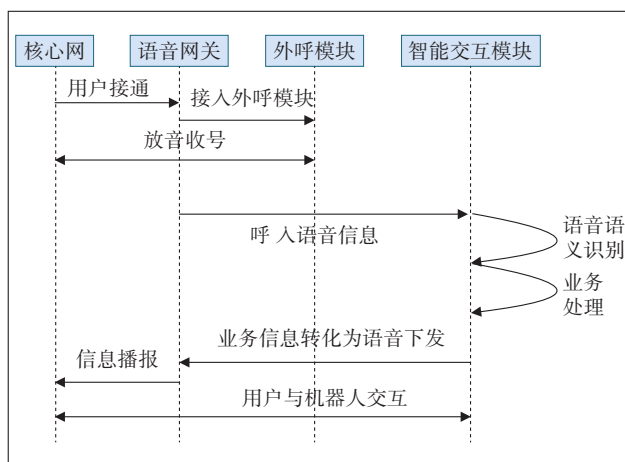 核心网
语音网关
外呼模块
智能交互模块
用户接通
接入外呼模块
放音收号
呼入语音信息
语音语
义识别
业务
处理
业务信息转化为语音下发
信息播报
用户与机器人交互